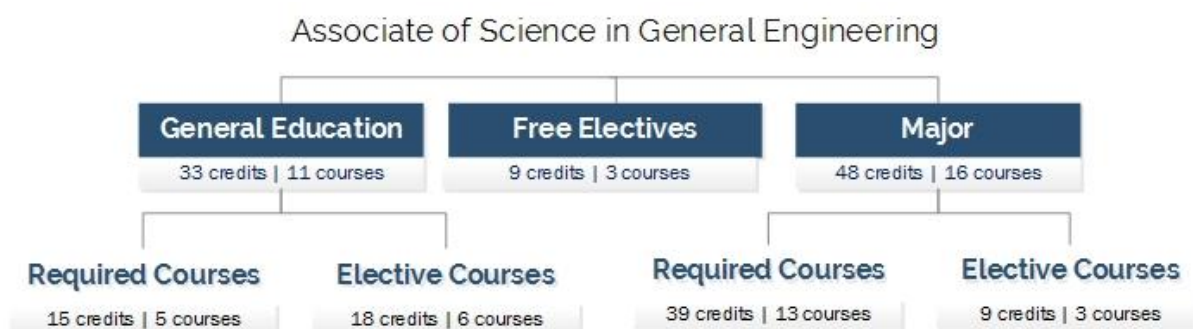 Associate of Science in General Engineering
General Education
33 credits | 11 courses
Free Electives
9 credits | 3 courses
Major
48 credits | 16 courses
Required Courses
15 credits | 5 courses
Elective Courses
18 credits | 6 courses
Required Courses
39 credits | 13 courses
Elective Courses
9 credits | 3 courses